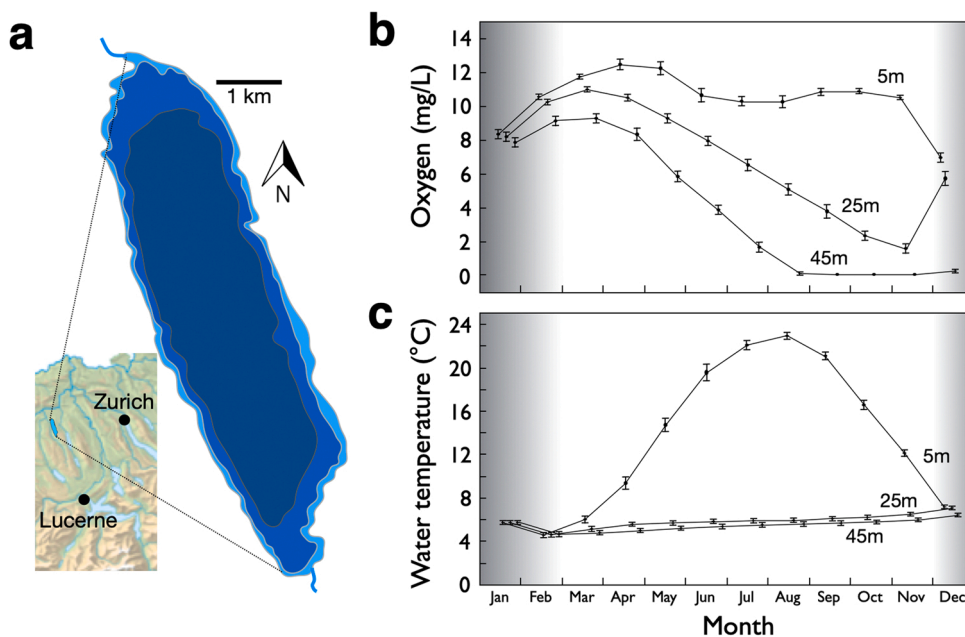 a
1 km
N
Zurich
Lucerne
b
Oxygen (mg/L)
14
12
10
8
6
4
2
0
5m
25m
45m
c
Water temperature (°C)
24
20
16
12
8
4
0
5m
25m
45m
Jan Feb Mar Apr May Jun Jul Aug Sep Oct Nov Dec
Month